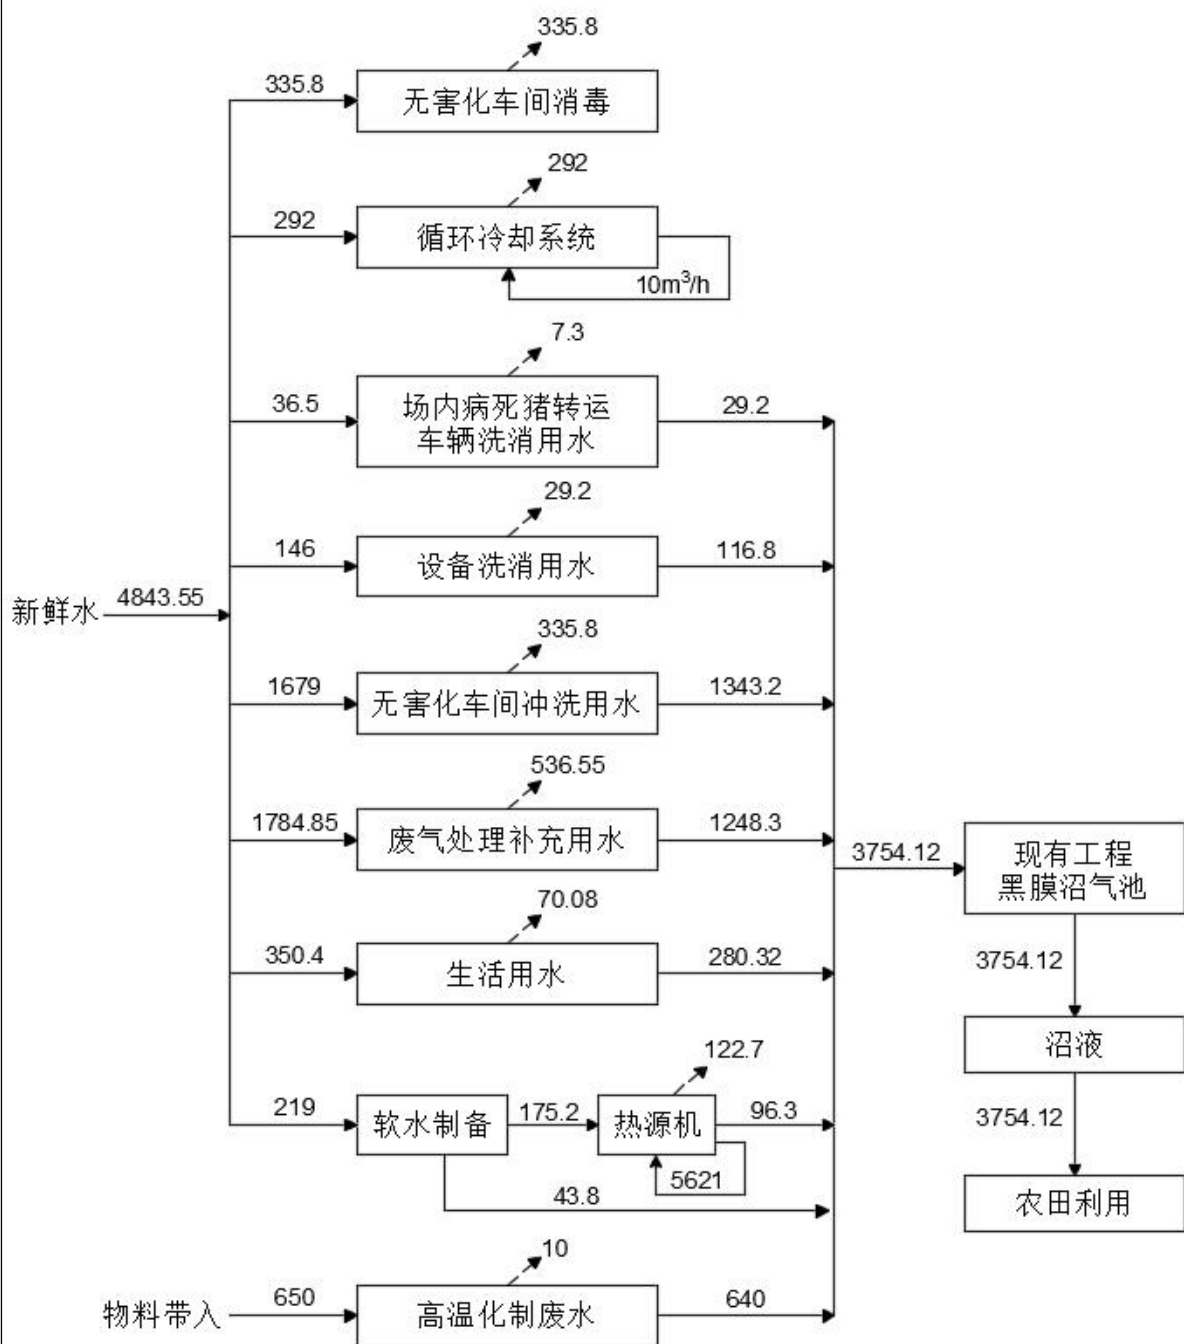 335.8
335.8
无害化车间消毒
292
292
循环冷却系统
10m³/h
7.3
36.5
场内病死猪转运
车辆洗消用水
29.2
29.2
146
设备洗消用水
116.8
新鲜水
4843.55
335.8
1679
无害化车间冲洗用水
1343.2
536.55
1784.85
废气处理补充用水
1248.3
3754.12
现有工程
黑膜沼气池
70.08
350.4
生活用水
280.32
3754.12
沼液
122.7
219
软水制备
175.2
热源机
96.3
5621
43.8
3754.12
农田利用
10
物料带入
650
高温化制废水
640